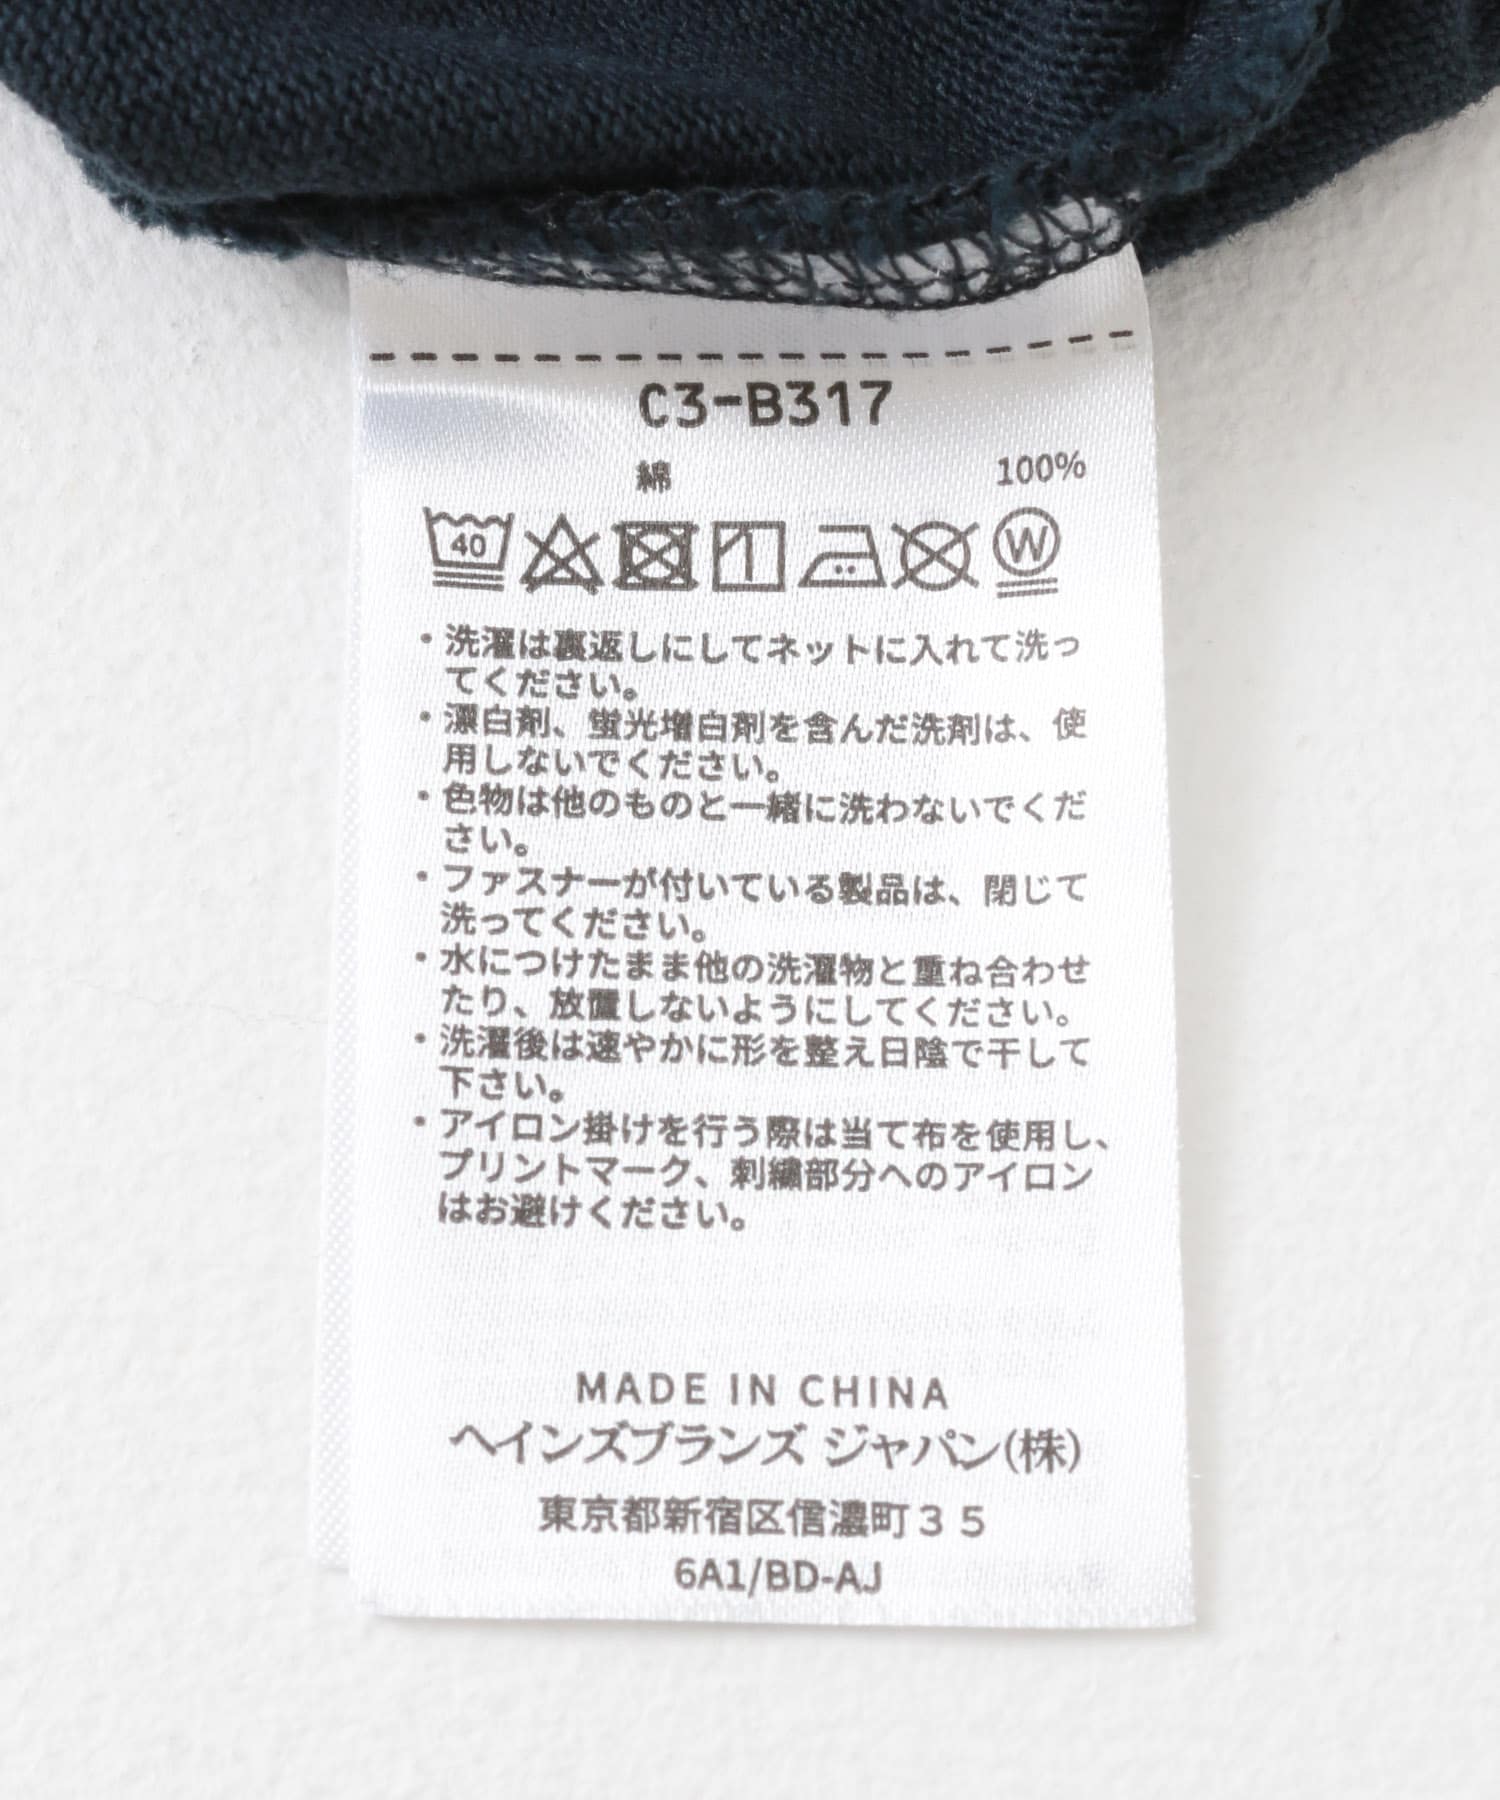 C3-B317
綿 100%
40 W
・洗濯は裏返しにしてネットに入れて洗っ
てください。
・漂白剤、蛍光増白剤を含んだ洗剤は、使
用しないでください。
・色物は他のものと一緒に洗わないでくだ
さい。
・ファスナーが付いている製品は、閉じて
洗ってください。
・水につけたまま他の洗濯物と重ね合わせ
たり、放置しないようにしてください。
・洗濯後は速やかに形を整え日陰で干して
下さい。
・アイロン掛けを行う際は当て布を使用し、
プリントマーク、刺繍部分へのアイロン
はお避けください。
MADE IN CHINA
ヘインズブランズ ジャパン(株)
東京都新宿区信濃町35
6A1/BD-AJ